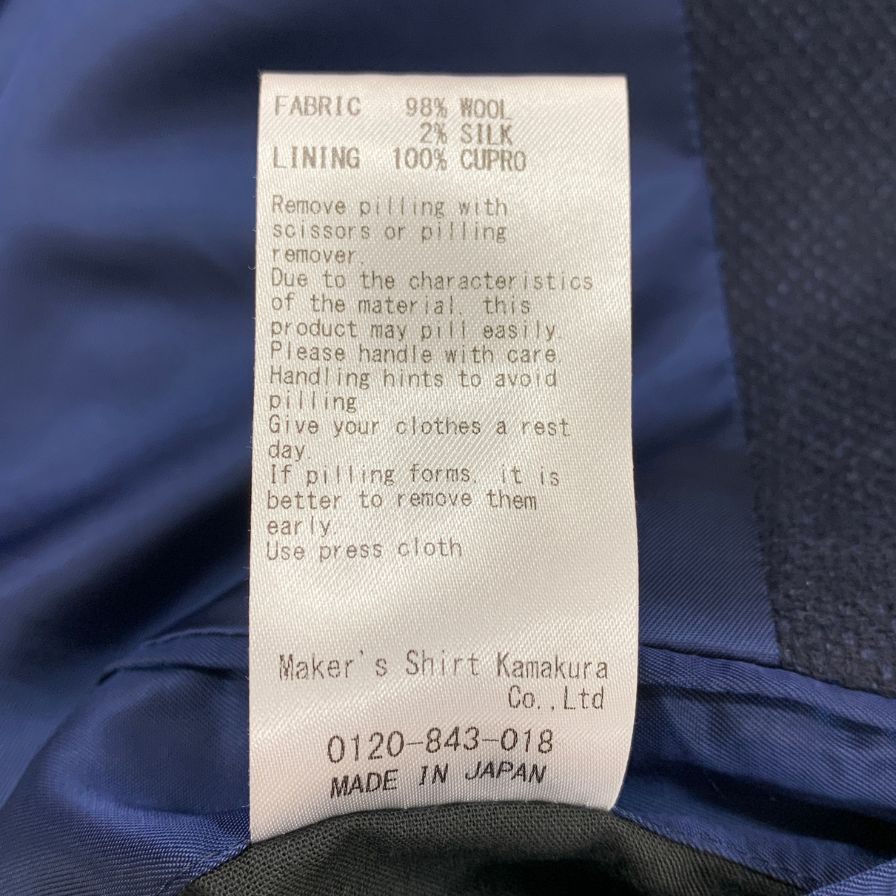 FABRIC 98% WOOL
2% SILK
LINING 100% CUPRO
Remove pilling with
scissors or pilling
remover.
Due to the characteristics
of the material, this
product may pill easily.
Please handle with care.
Handling hints to avoid
pilling
Give your clothes a rest
day.
If pilling forms, it is
better to remove them
early.
Use press cloth
Maker's Shirt Kamakura
Co.,Ltd
0120-843-018
MADE IN JAPAN